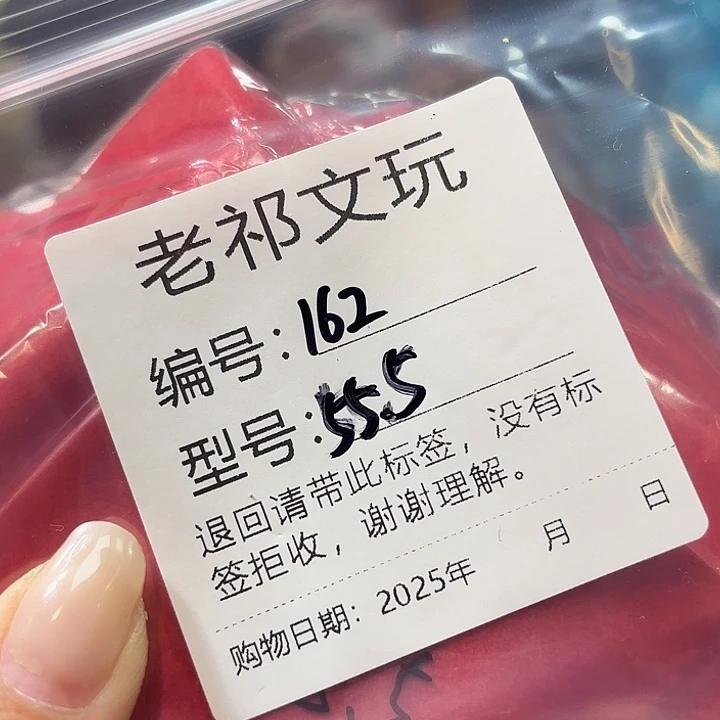 老祁文玩
编号：162
型号：55.5
退回请带此标签，没有标
签拒收，谢谢理解。
购物日期：2025年 月 日